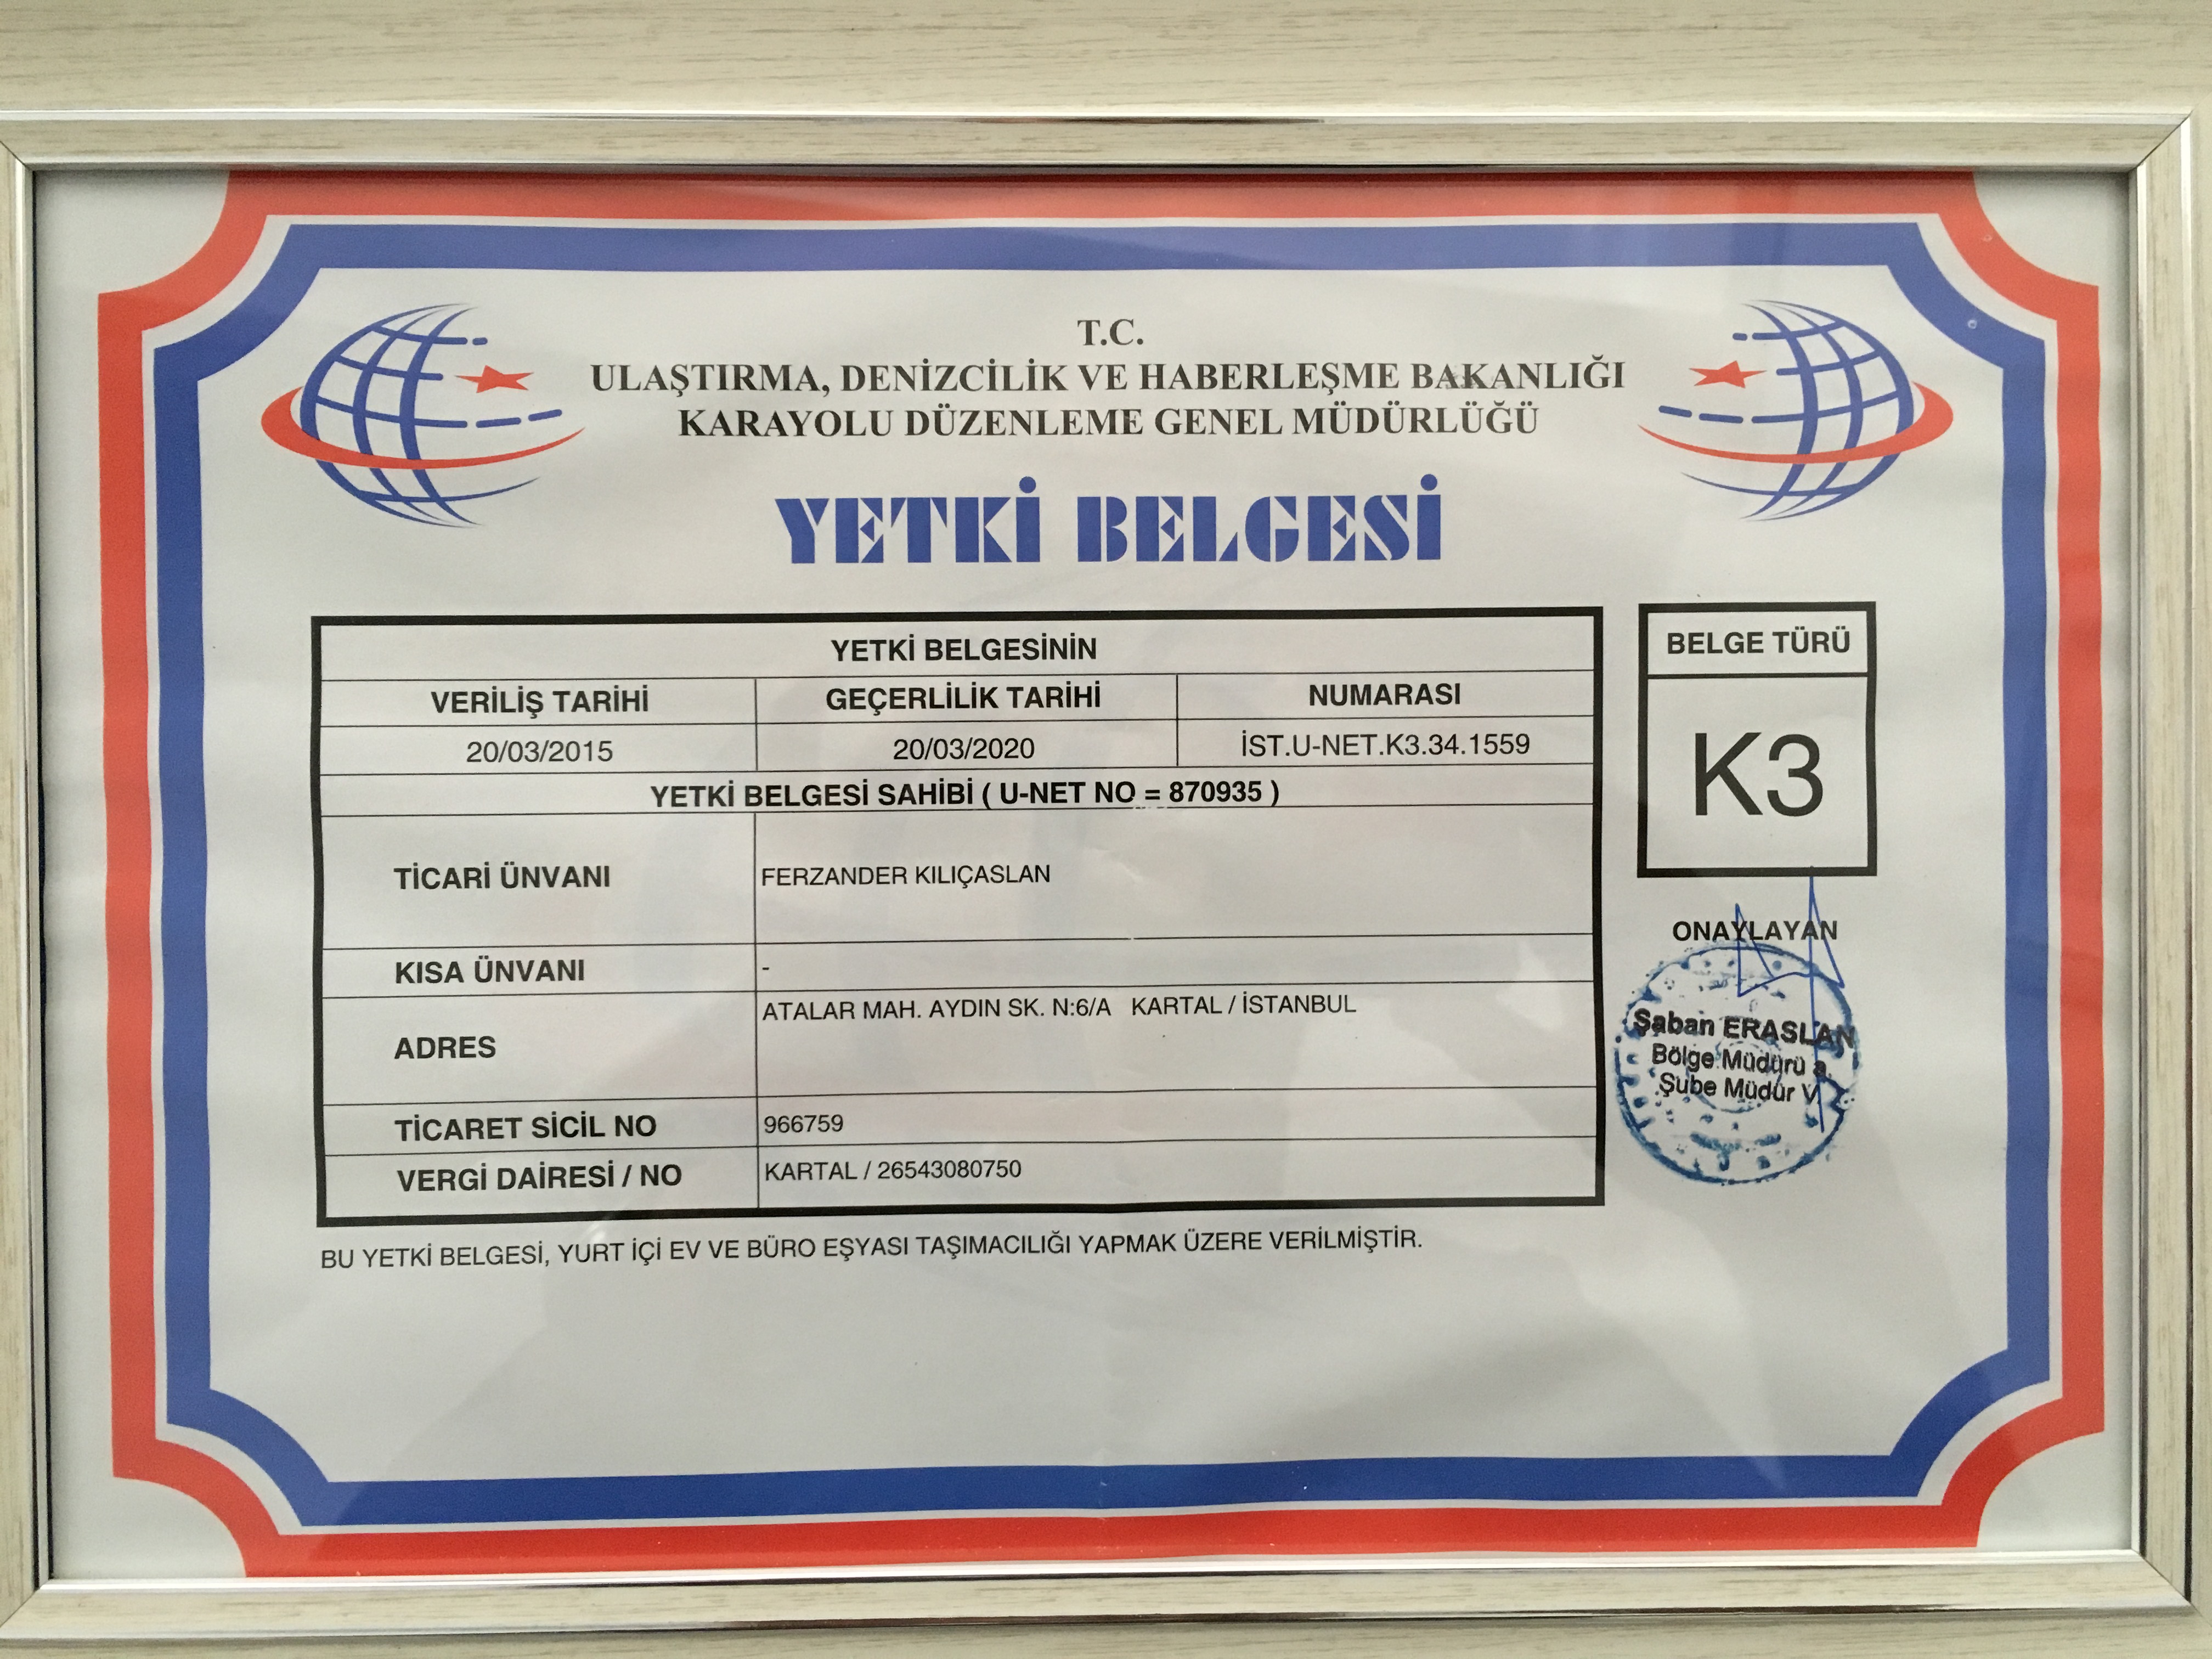 T.C.
ULAŞTIRMA, DENİZCİLİK VE HABERLEŞME BAKANLIĞI
KARAYOLU DÜZENLEME GENEL MÜDÜRLÜĞÜ
YETKİ BELGESİ
YETKİ BELGESİNİN
VERİLİŞ TARİHİ GEÇERLİLİK TARİHİ NUMARASI
20/03/2015 20/03/2020 İST.U-NET.K3.34.1559
YETKİ BELGESİ SAHİBİ ( U-NET NO = 870935 )
TİCARİ ÜNVANI FERZANDER KILIÇASLAN
KISA ÜNVANI -
ADRES ATALAR MAH. AYDIN SK. N:6/A KARTAL / İSTANBUL
TİCARET SİCİL NO 966759
VERGİ DAİRESİ / NO KARTAL / 26543080750
BU YETKİ BELGESİ, YURT İÇİ EV VE BÜRO EŞYASI TAŞIMACILIĞI YAPMAK ÜZERE VERİLMİŞTİR.
BELGE TÜRÜ
K3
ONAYLAYAN
Şaban ERASLAN
Bölge Müdürü a.
Şube Müdür V.